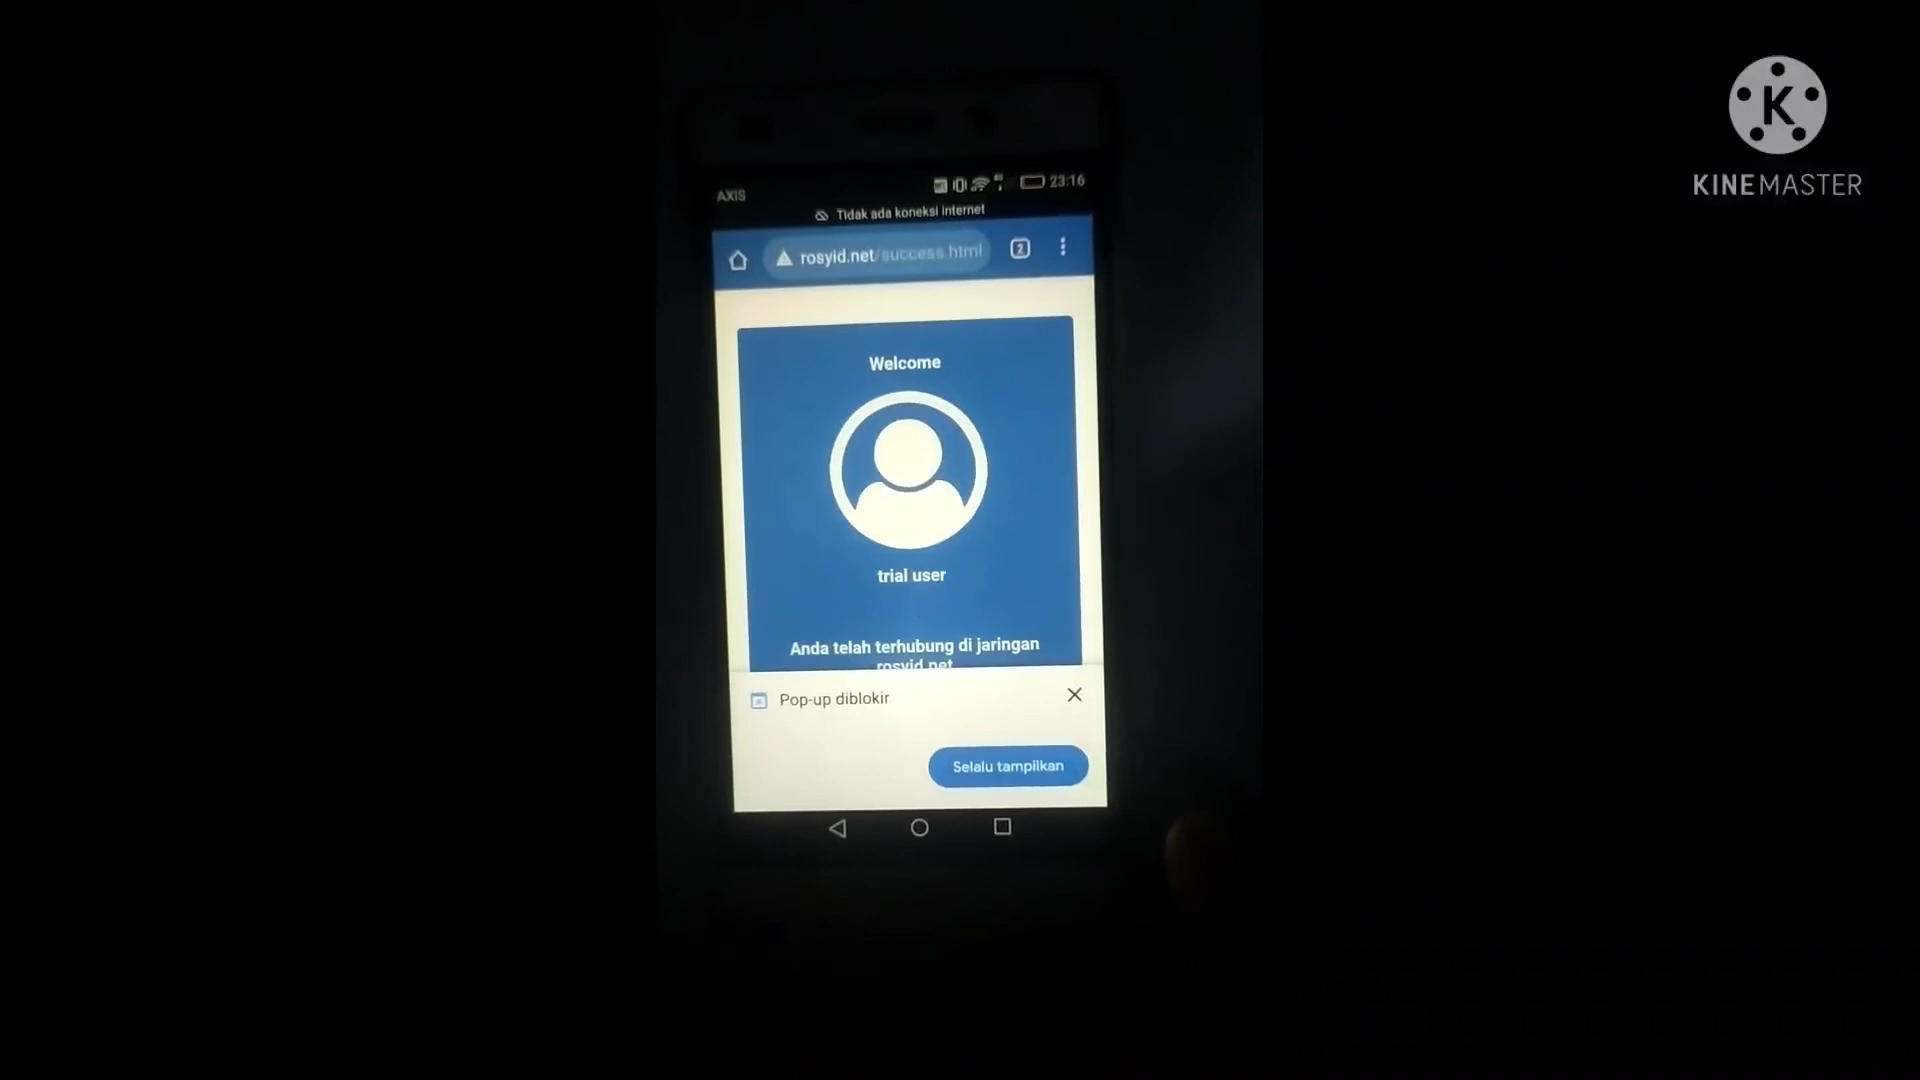 K
KINEMASTER
AXIS
23:16
Tidak ada koneksi internet
rosyid.net/success.html
2
Welcome
trial user
Anda telah terhubung di jaringan
rosyid.net
Pop-up diblokir
Selalu tampilkan